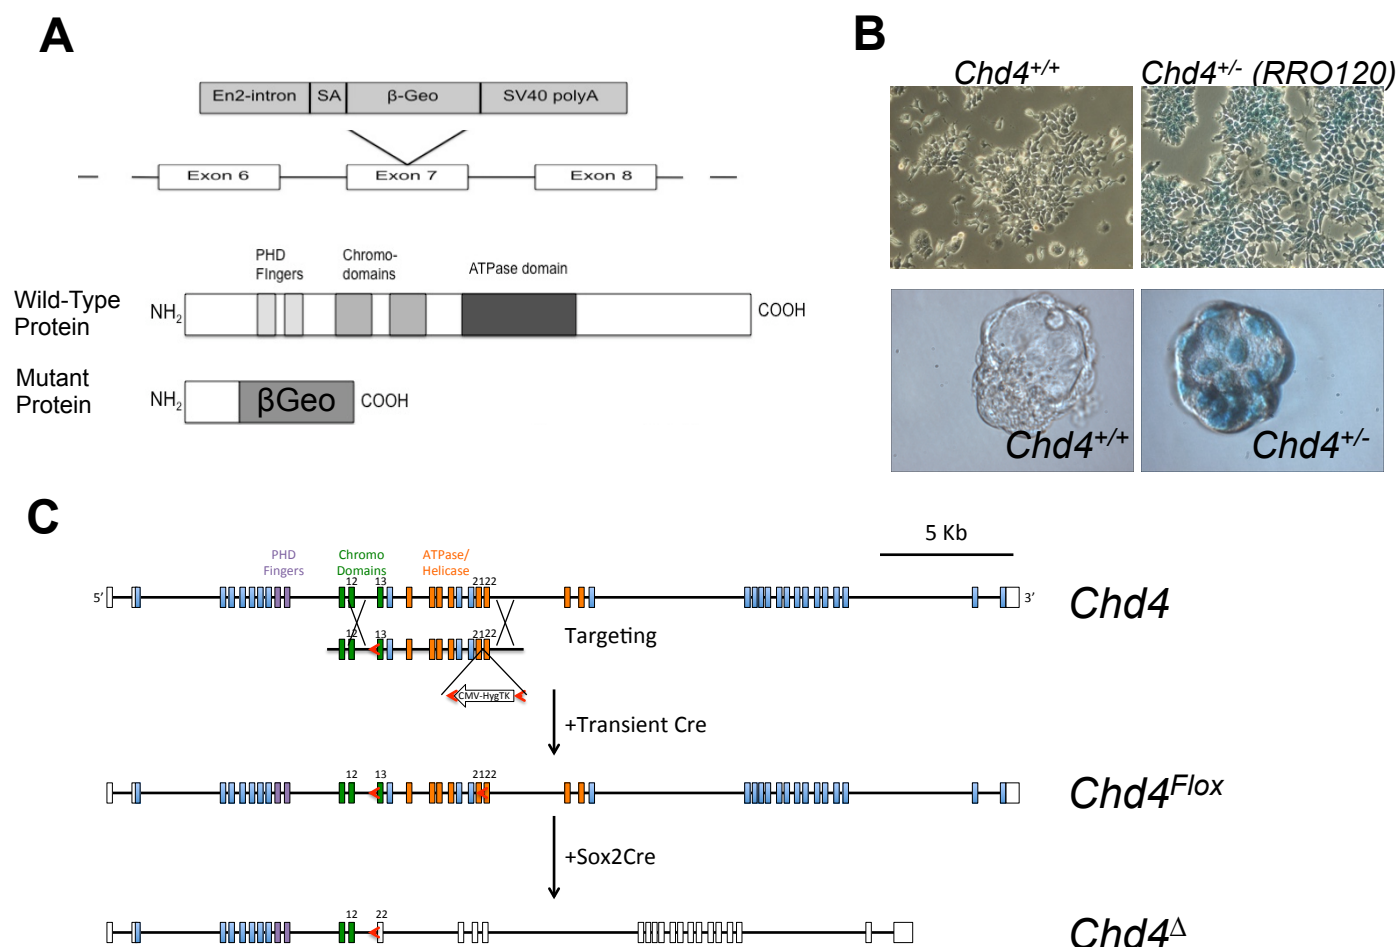 A
En2-intron SA β-Geo SV40 polyA
Exon 6 Exon 7 Exon 8
PHD
FIngers
Chromo-
domains
ATPase domain
Wild-Type
Protein
NH2
COOH
Mutant
Protein
NH2
βGeo
COOH
B
Chd4+/+
Chd4+/- (RRO120)
Chd4+/+
Chd4+/-
C
5 Kb
PHD
Fingers
Chromo
Domains
ATPase/
Helicase
12 13 2122
5' 3'
Chd4
12 13 2122
Targeting
CMV-HygTK
+Transient Cre
12 13 2122
Chd4Flox
+Sox2Cre
12 22
Chd4Δ